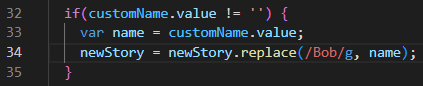 32 if(customName.value != '') {
33 var name = customName.value;
34 newStory = newStory.replace(/Bob/g, name);
35 }